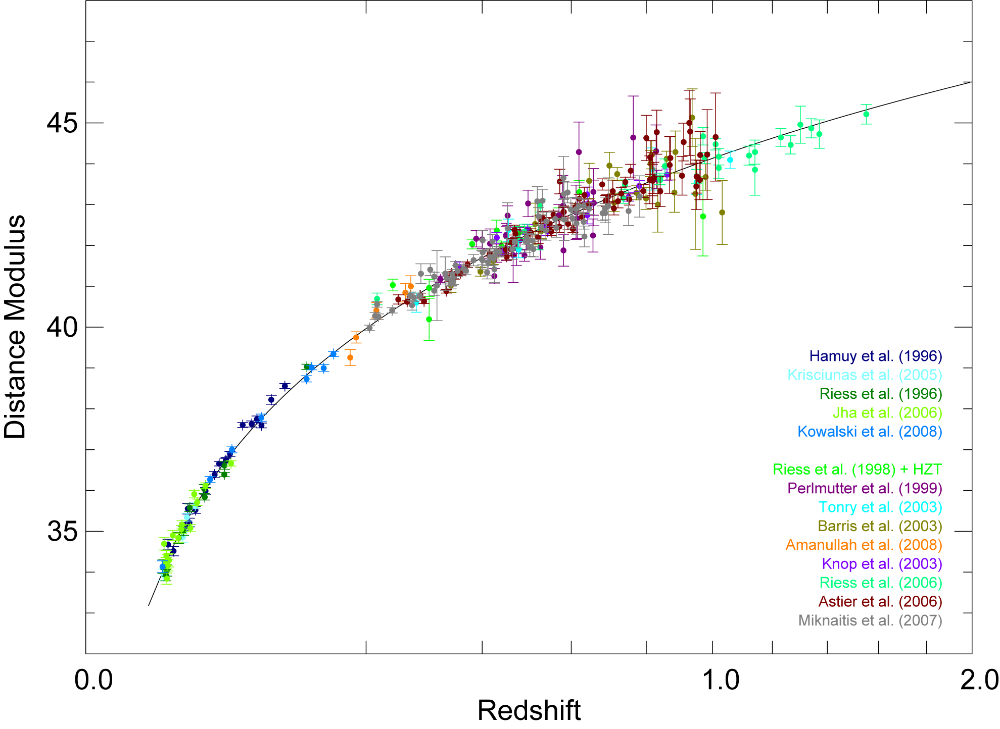 Distance Modulus
45
40
35
Hamuy et al. (1996)
Krisciunas et al. (2005)
Riess et al. (1996)
Jha et al. (2006)
Kowalski et al. (2008)
Riess et al. (1998) + HZT
Perlmutter et al. (1999)
Tonry et al. (2003)
Barris et al. (2003)
Amanullah et al. (2008)
Knop et al. (2003)
Riess et al. (2006)
Astier et al. (2006)
Miknaitis et al. (2007)
0.0 1.0 2.0
Redshift